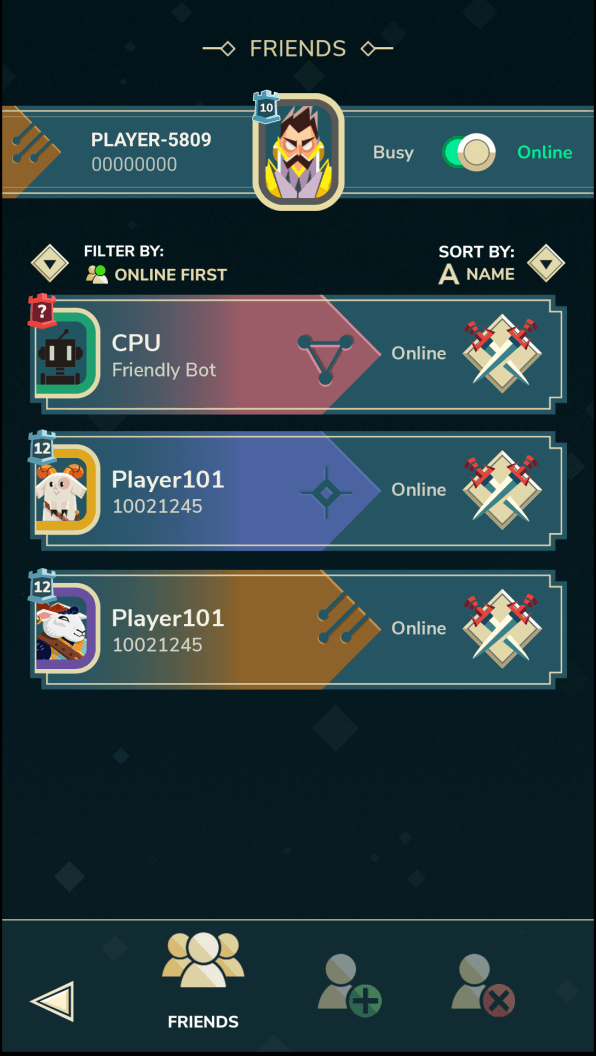 FRIENDS
10
PLAYER-5809
00000000
Busy
Online
FILTER BY:
ONLINE FIRST
SORT BY:
A NAME
?
CPU
Friendly Bot
Online
12
Player101
10021245
Online
12
Player101
10021245
Online
FRIENDS